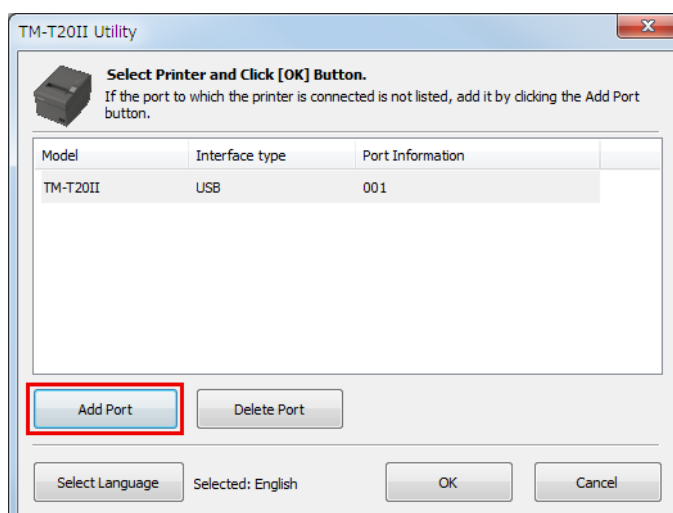 TM-T20II Utility
Select Printer and Click [OK] Button.
If the port to which the printer is connected is not listed, add it by clicking the Add Port
button.
Model Interface type Port Information
TM-T20II USB 001
Add Port Delete Port
Select Language Selected: English OK Cancel